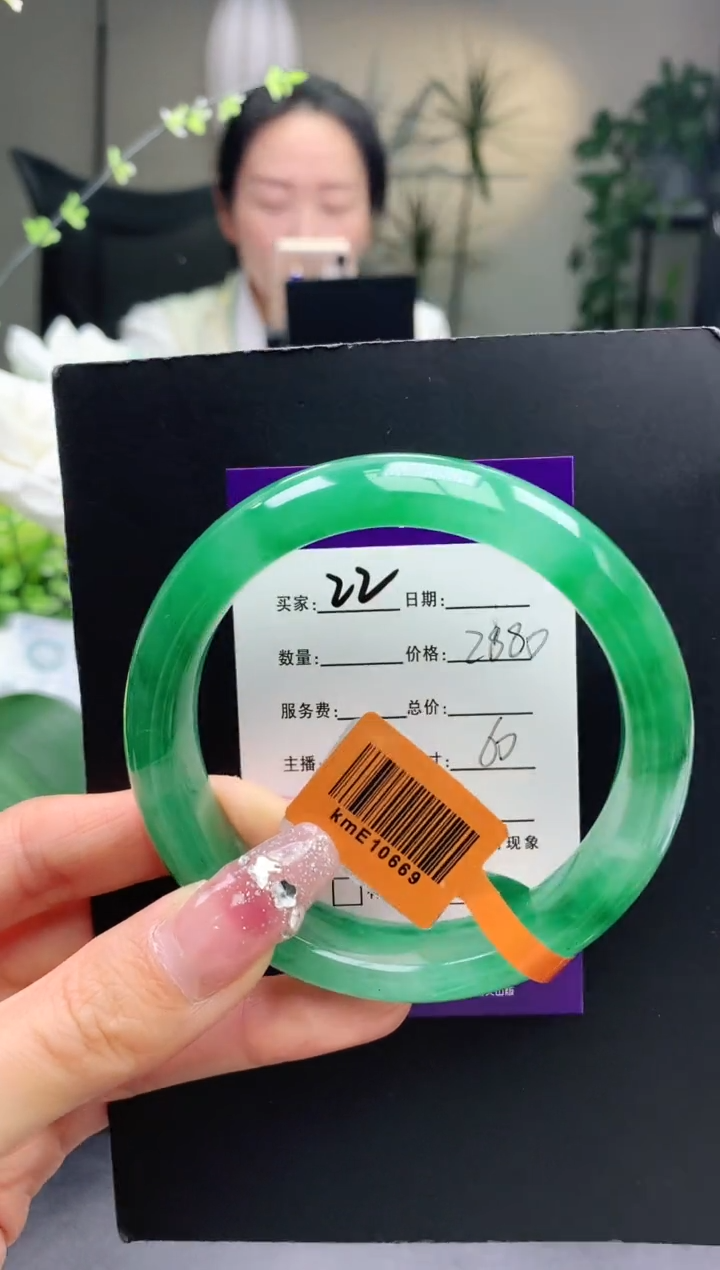 买家: 22 日期:
数量: 价格: 2880
服务费: 总价:
主播 寸: 60
现象
kmE10669